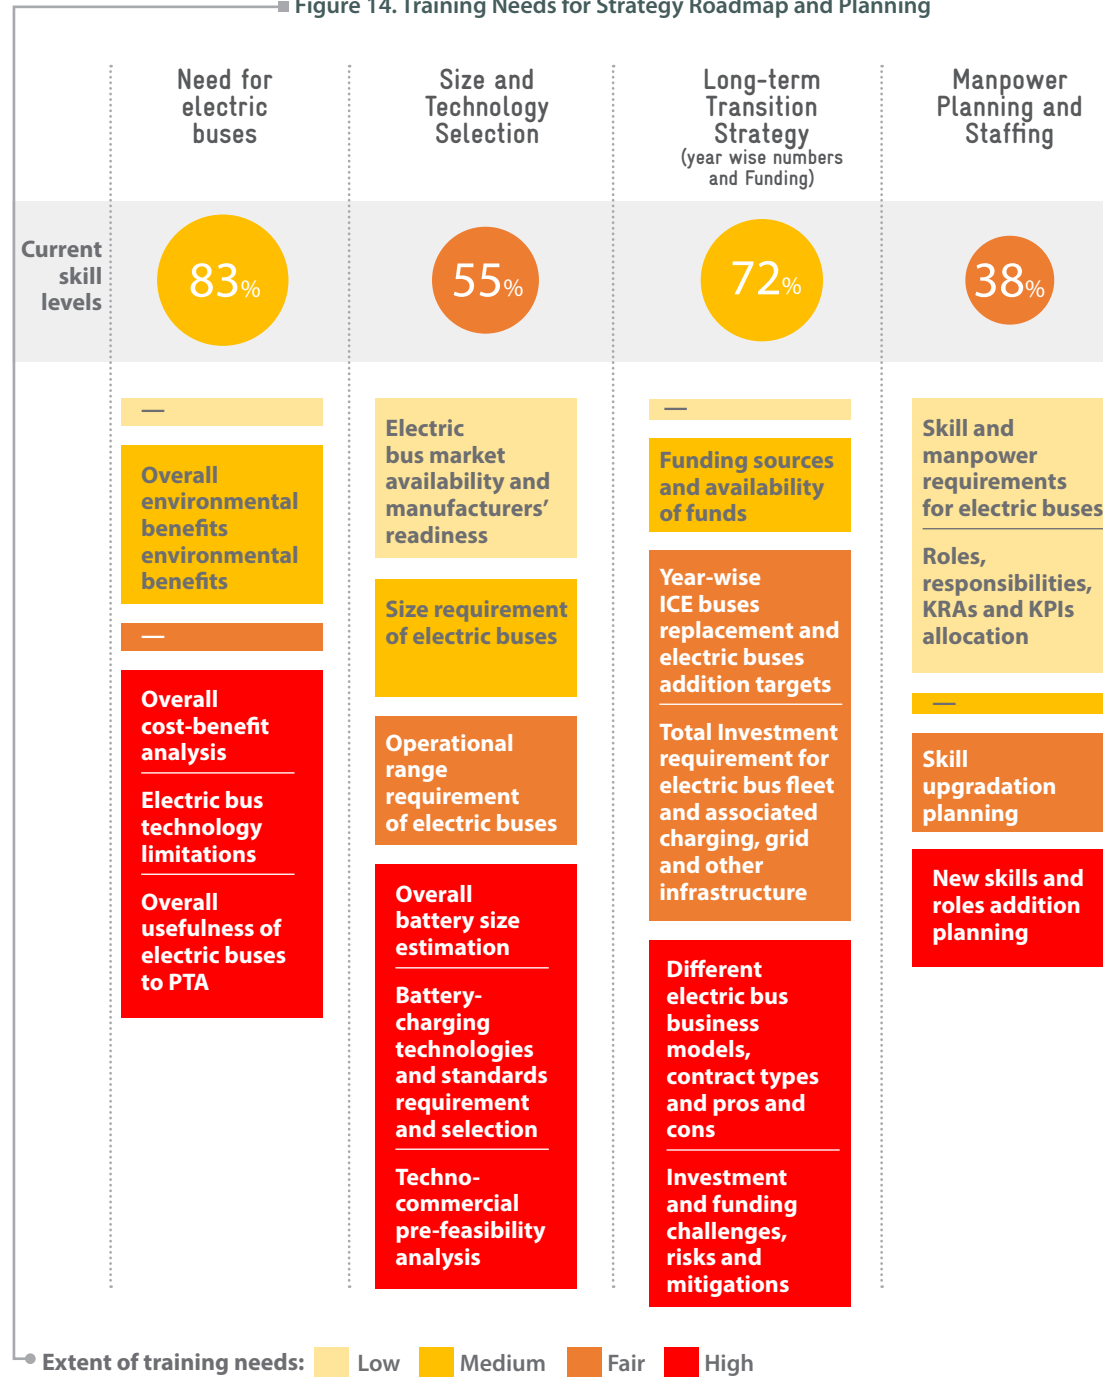 Figure 14. Training Needs for Strategy Roadmap and Planning
Need for
electric
buses
Size and
Technology
Selection
Long-term
Transition
Strategy
(year wise numbers
and Funding)
Manpower
Planning and
Staffing
Current
skill
levels
83%
55%
72%
38%
—
Overall
environmental
benefits
environmental
benefits
—
Overall
cost-benefit
analysis
Electric bus
technology
limitations
Overall
usefulness of
electric buses
to PTA
Electric
bus market
availability and
manufacturers’
readiness
Size requirement
of electric buses
Operational
range
requirement
of electric buses
Overall
battery size
estimation
Battery-
charging
technologies
and standards
requirement
and selection
Techno-
commercial
pre-feasibility
analysis
—
Funding sources
and availability
of funds
Year-wise
ICE buses
replacement and
electric buses
addition targets
Total Investment
requirement for
electric bus fleet
and associated
charging, grid
and other
infrastructure
Different
electric bus
business
models,
contract types
and pros and
cons
Investment
and funding
challenges,
risks and
mitigations
Skill and
manpower
requirements
for electric buses
Roles,
responsibilities,
KRAs and KPIs
allocation
—
Skill
upgradation
planning
New skills and
roles addition
planning
Extent of training needs: Low Medium Fair High